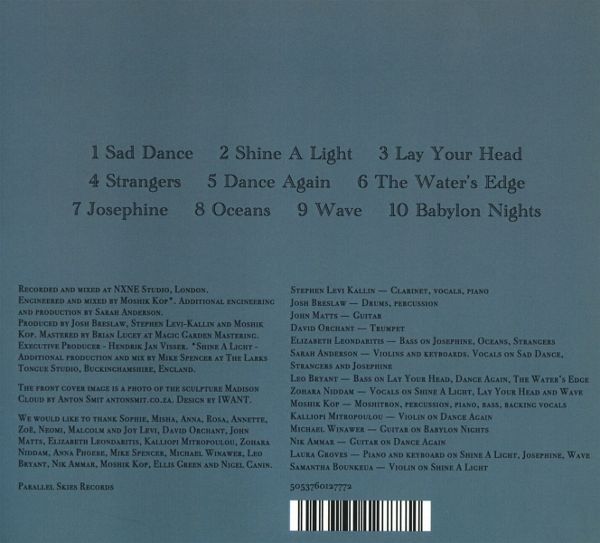 1 Sad Dance 2 Shine A Light 3 Lay Your Head
4 Strangers 5 Dance Again 6 The Water's Edge
7 Josephine 8 Oceans 9 Wave 10 Babylon Nights
Recorded and mixed at NXNE Studio, London.
Engineered and mixed by Moshik Kop*. Additional engineering
and production by Sarah Anderson.
Produced by Josh Breslaw, Stephen Levi-Kallin and Moshik
Kop. Mastered by Brian Lucey at Magic Garden Mastering.
Executive Producer - Hendrik Jan Visser. *Shine A Light -
Additional production and mix by Mike Spencer at The Larks
Tongue Studio, Buckinghamshire, England.
The front cover image is a photo of the sculpture Madison
Cloud by Anton Smit antonsmit.co.za. Design by IWANT.
We would like to thank Sophie, Misha, Anna, Rosa, Annette,
Zoë, Neomi, Malcolm and Joy Levi, David Orchant, John
Matts, Elizabeth Leondaritis, Kalliopi Mitropoulou, Zohara
Niddam, Anna Phoebe, Mike Spencer, Michael Winawer, Leo
Bryant, Nik Ammar, Moshik Kop, Ellis Green and Nigel Ganin.
Parallel Skies Records
Stephen Levi Kallin — Clarinet, vocals, piano
Josh Breslaw — Drums, percussion
John Matts — Guitar
David Orchant — Trumpet
Elizabeth Leondaritis — Bass on Josephine, Oceans, Strangers
Sarah Anderson — Violins and keyboards. Vocals on Sad Dance,
Strangers and Josephine
Leo Bryant — Bass on Lay Your Head, Dance Again, The Water's Edge
Zohara Niddam — Vocals on Shine A Light, Lay Your Head and Wave
Moshik Kop — Moshitron, percussion, piano, bass, backing vocals
Kalliopi Mitropoulou — Violin on Dance Again
Michael Winawer — Guitar on Babylon Nights
Nik Ammar — Guitar on Dance Again
Laura Groves — Piano and keyboard on Shine A Light, Josephine, Wave
Samantha Bounkeua — Violin on Shine A Light
5053760127772